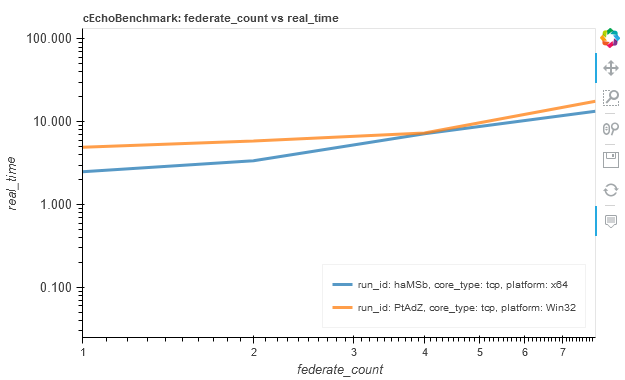 cEchoBenchmark: federate_count vs real_time
100.000
10.000
1.000
0.100
real_time
run_id: haMSb, core_type: tcp, platform: x64
run_id: PtAdZ, core_type: tcp, platform: Win32
1 2 3 4 5 6 7
federate_count